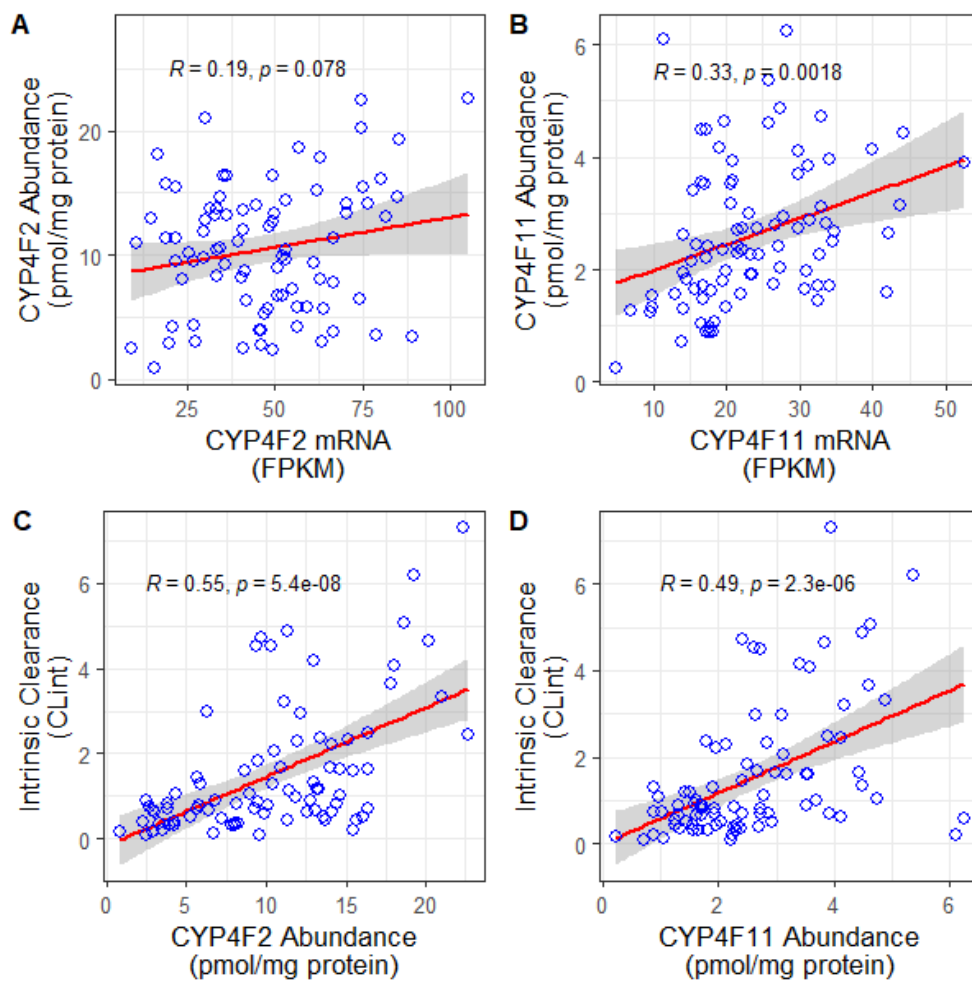 A
R = 0.19, p = 0.078
CYP4F2 Abundance
(pmol/mg protein)
20
10
0
25 50 75 100
CYP4F2 mRNA
(FPKM)
B
R = 0.33, p = 0.0018
CYP4F11 Abundance
(pmol/mg protein)
6
4
2
0
10 20 30 40 50
CYP4F11 mRNA
(FPKM)
C
R = 0.55, p = 5.4e-08
Intrinsic Clearance
(CLint)
6
4
2
0
0 5 10 15 20
CYP4F2 Abundance
(pmol/mg protein)
D
R = 0.49, p = 2.3e-06
Intrinsic Clearance
(CLint)
6
4
2
0
0 2 4 6
CYP4F11 Abundance
(pmol/mg protein)